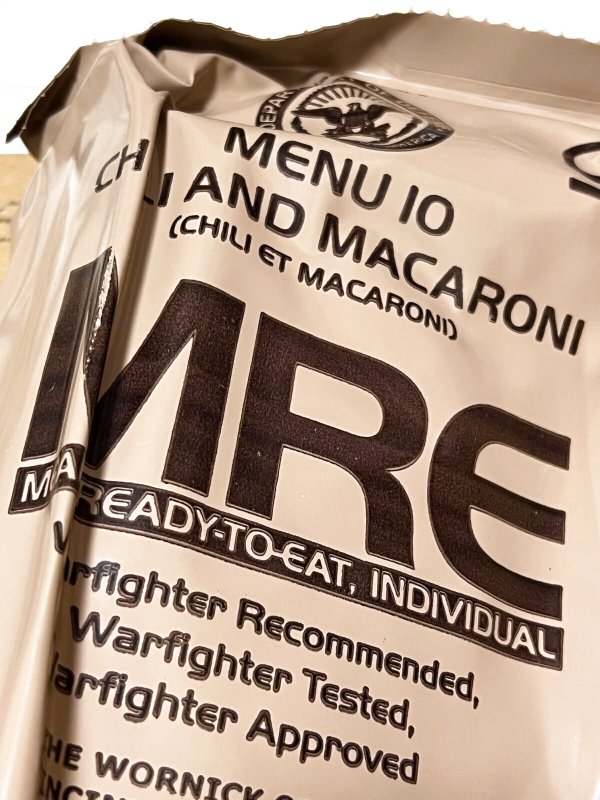 MENU 10
CHILI AND MACARONI
(CHILI ET MACARONI)
MRE
READY-TO-EAT, INDIVIDUAL
Warfighter Recommended,
Warfighter Tested,
Warfighter Approved
THE WORNICK